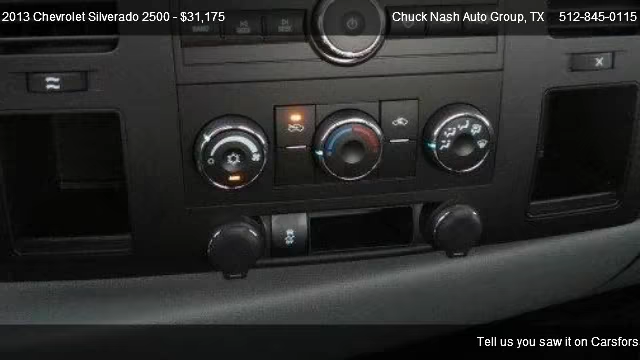 2013 Chevrolet Silverado 2500 - $31,175
Chuck Nash Auto Group, TX 512-845-0115
Tell us you saw it on Carsfors